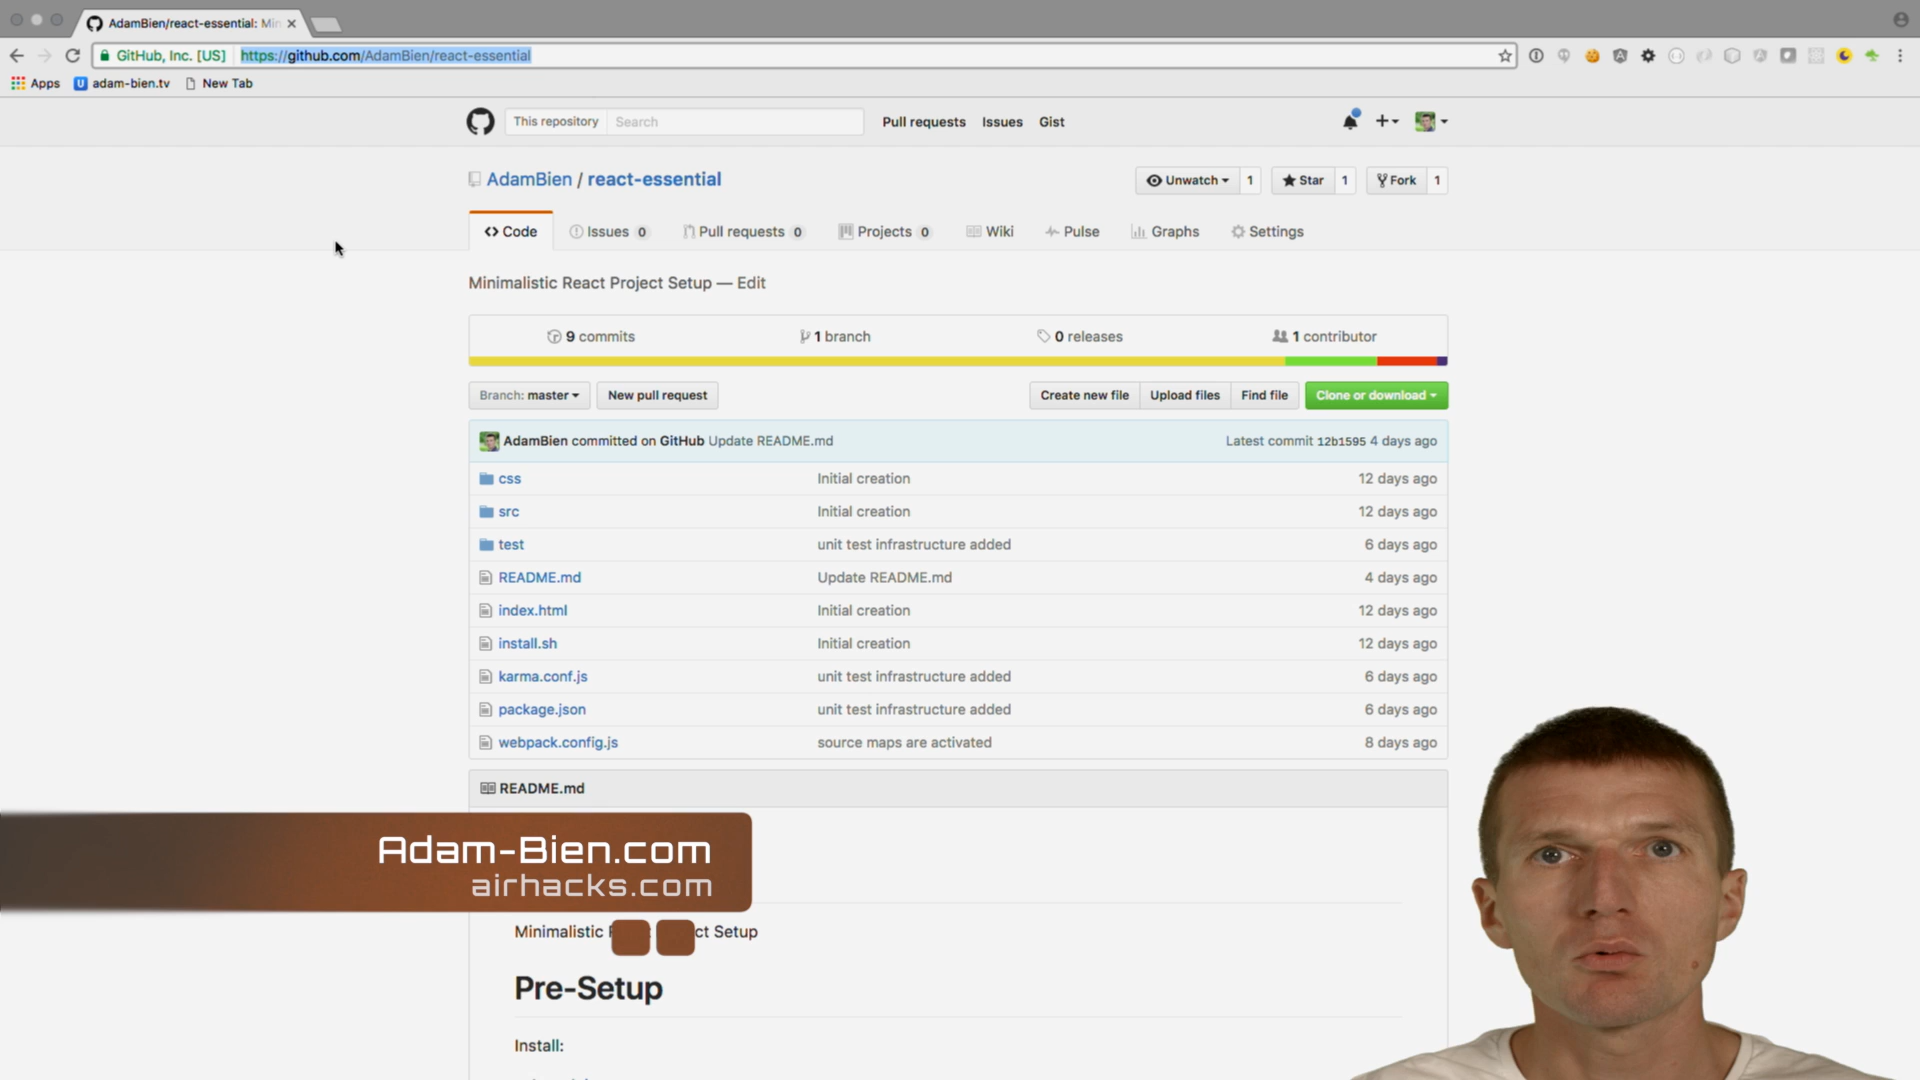 AdamBien/react-essential: Min
GitHub, Inc. [US] https://github.com/AdamBien/react-essential
Apps adam-bien.tv New Tab
This repository Search Pull requests Issues Gist
AdamBien / react-essential Unwatch 1 Star 1 Fork 1
Code Issues 0 Pull requests 0 Projects 0 Wiki Pulse Graphs Settings
Minimalistic React Project Setup — Edit
9 commits 1 branch 0 releases 1 contributor
Branch: master New pull request Create new file Upload files Find file Clone or download
AdamBien committed on GitHub Update README.md Latest commit 12b1595 4 days ago
css Initial creation 12 days ago
src Initial creation 12 days ago
test unit test infrastructure added 6 days ago
README.md Update README.md 4 days ago
index.html Initial creation 12 days ago
install.sh Initial creation 12 days ago
karma.conf.js unit test infrastructure added 6 days ago
package.json unit test infrastructure added 6 days ago
webpack.config.js source maps are activated 8 days ago
README.md
Adam-Bien.com
airhacks.com
Minimalistic ct Setup
Pre-Setup
Install: